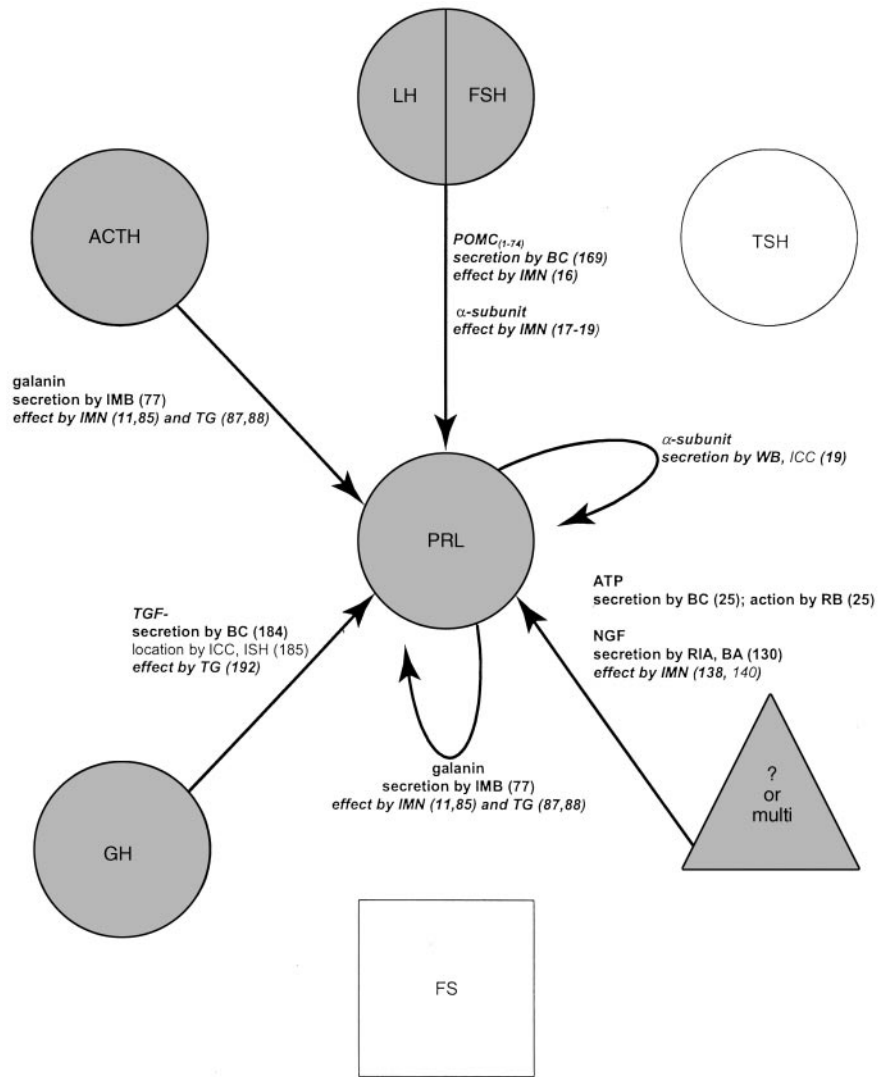 LH FSH
ACTH
TSH
POMC(1-74)
secretion by BC (169)
effect by IMN (16)
α-subunit
effect by IMN (17-19)
galanin
secretion by IMB (77)
effect by IMN (11,85) and TG (87,88)
α-subunit
secretion by WB, ICC (19)
PRL
ATP
secretion by BC (25); action by RB (25)
NGF
secretion by RIA, BA (130)
effect by IMN (138, 140)
TGF-
secretion by BC (184)
location by ICC, ISH (185)
effect by TG (192)
galanin
secretion by IMB (77)
effect by IMN (11,85) and TG (87,88)
?
or
multi
GH
FS